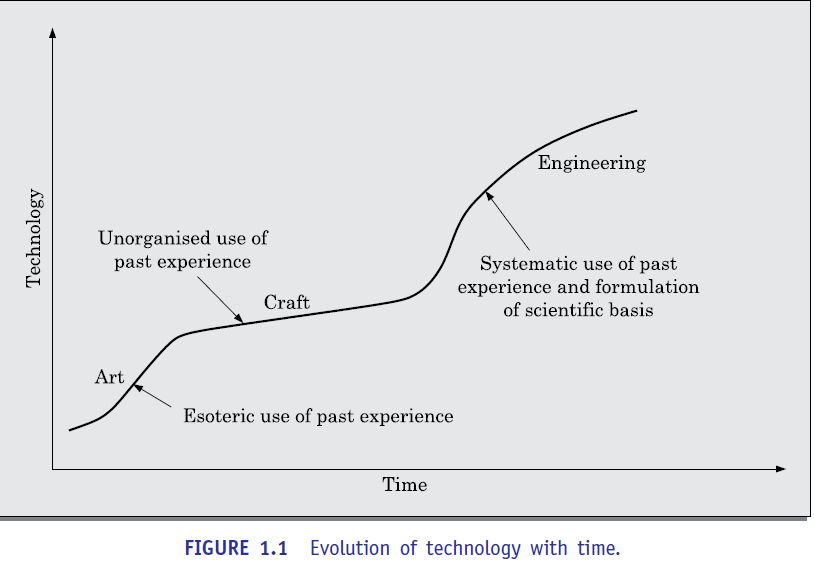 Technology
Unorganised use of
past experience
Craft
Art
Esoteric use of past experience
Engineering
Systematic use of past
experience and formulation
of scientific basis
Time
FIGURE 1.1 Evolution of technology with time.